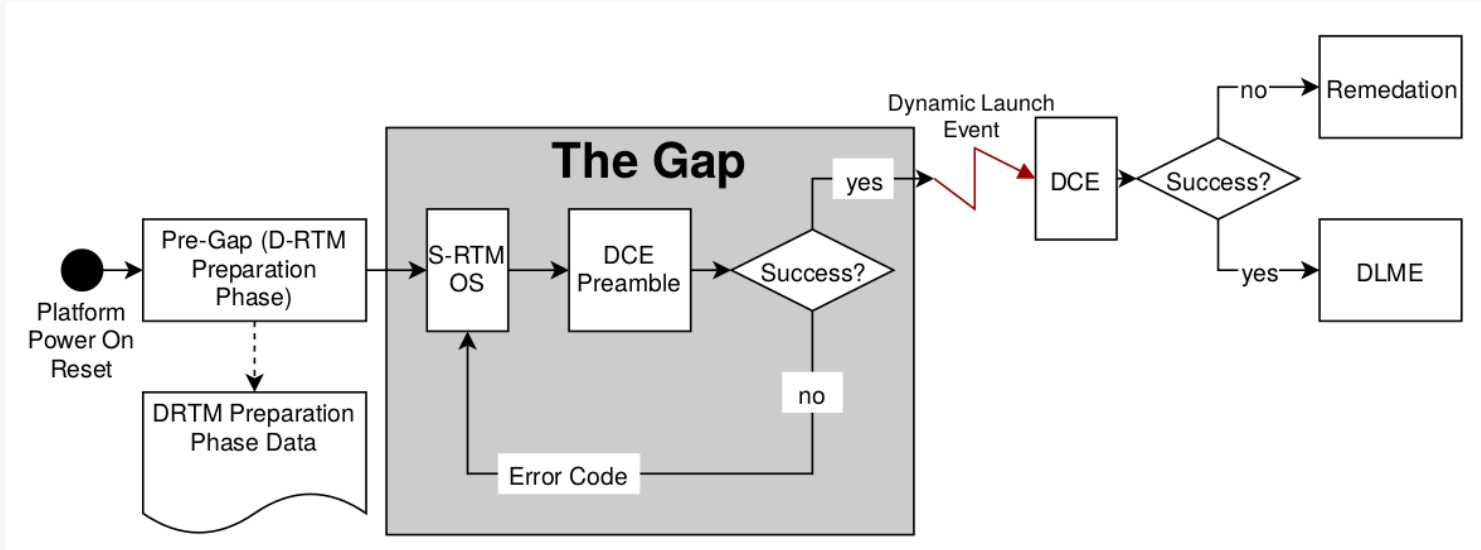 Platform
Power On
Reset
Pre-Gap (D-RTM
Preparation
Phase)
DRTM Preparation
Phase Data
The Gap
S-RTM
OS
DCE
Preamble
Success?
yes
no
Error Code
Dynamic Launch
Event
DCE
Success?
no
Remedation
yes
DLME